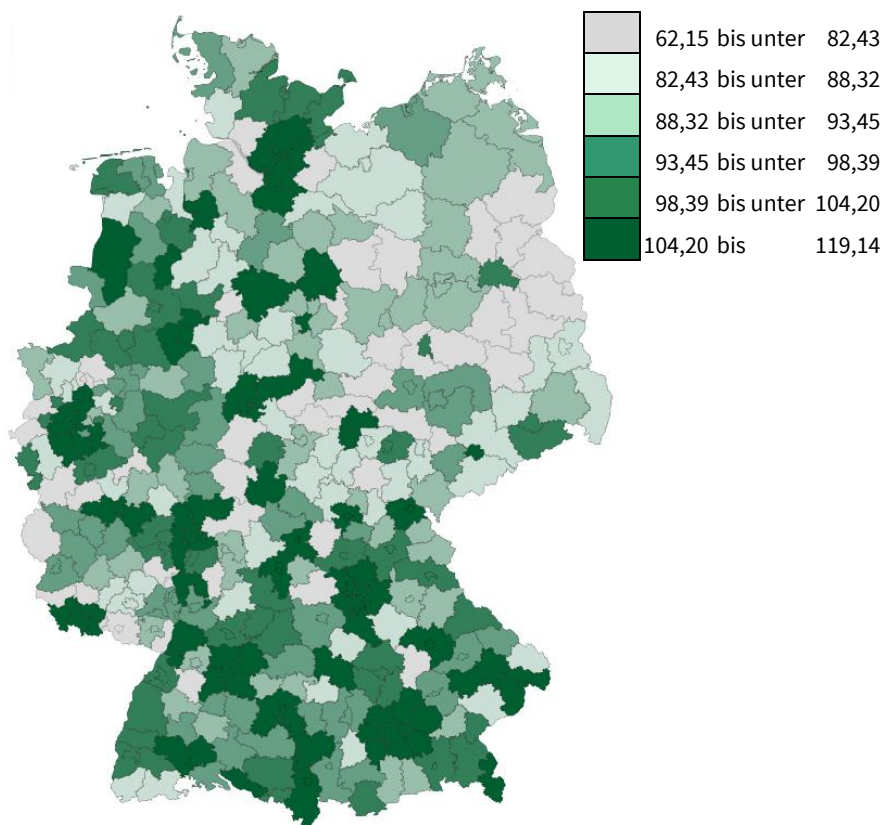 62,15 bis unter 82,43
82,43 bis unter 88,32
88,32 bis unter 93,45
93,45 bis unter 98,39
98,39 bis unter 104,20
104,20 bis 119,14